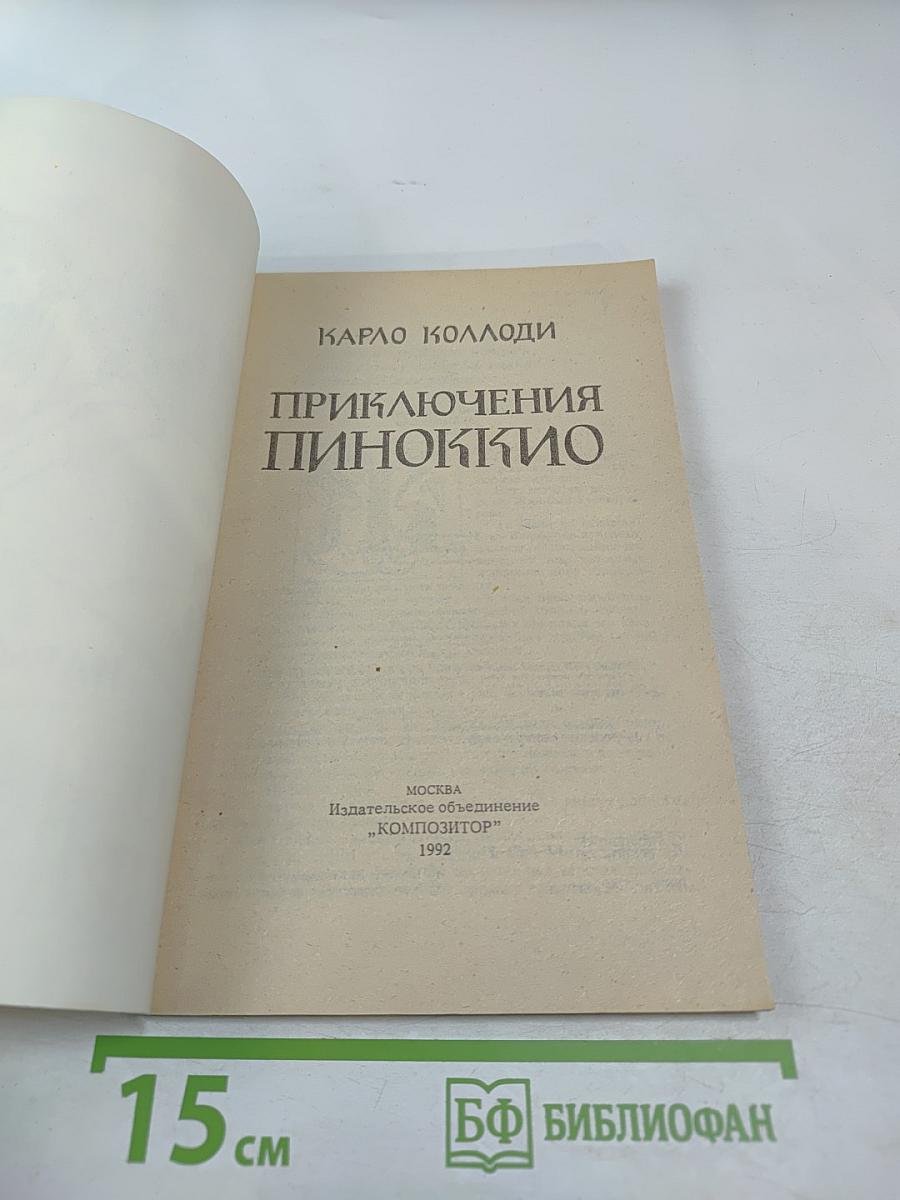 КАРЛО КОЛЛОДИ
ПРИКЛЮЧЕНИЯ
ПИНОККИО
МОСКВА
Издательское объединение
„КОМПОЗИТОР”
1992
15 см
БФ БИБЛИОФАН